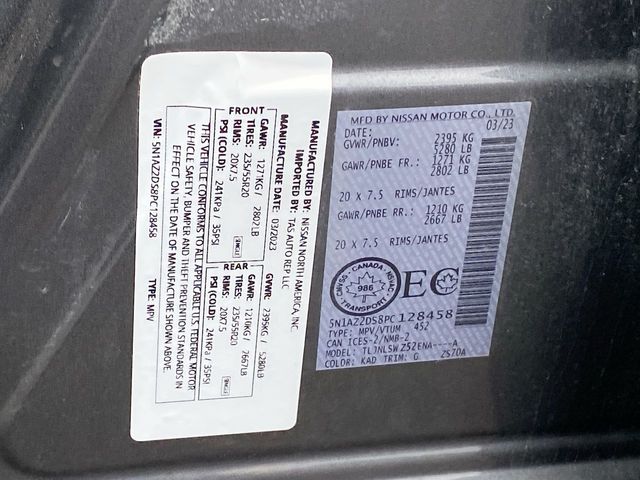 MANUFACTURED BY: NISSAN NORTH AMERICA, INC
IMPORTED BY: TAS AUTO REP LLC
MANUFACTURE DATE: 03/2023
GVWR: 2395KG / 5280LB
FRONT
GAWR: 1271KG / 2802LB
TIRES: 235/55R20
RIMS: 20X7.5
SINGLE
PSI (COLD): 241KPA / 35PSI
REAR
GAWR: 1210KG / 2667LB
TIRES: 235/55R20
RIMS: 20X7.5
SINGLE
PSI (COLD): 241KPA / 35PSI
THIS VEHICLE CONFORMS TO ALL APPLICABLE FEDERAL MOTOR
VEHICLE SAFETY, BUMPER AND THEFT PREVENTION STANDARDS IN
EFFECT ON THE DATE OF MANUFACTURE SHOWN ABOVE.
VIN: 5N1AZ2DS8PC128458 TYPE: MPV
MFD BY NISSAN MOTOR CO., LTD.
DATE: 03/23
GVWR/PNBV: 2395 KG
5280 LB
GAWR/PNBE FR.: 1271 KG
2802 LB
20 x 7.5 RIMS/JANTES
GAWR/PNBE RR.: 1210 KG
2667 LB
20 x 7.5 RIMS/JANTES
CANADA
986
TRANSPORT
EC
5N1AZ2DS8PC128458
TYPE: MPV/VTUM 452
CAN ICES-2/NMB-2
MODEL: TLJNLSWZ52ENA----A
COLOR: KAD TRIM: G Z57DA